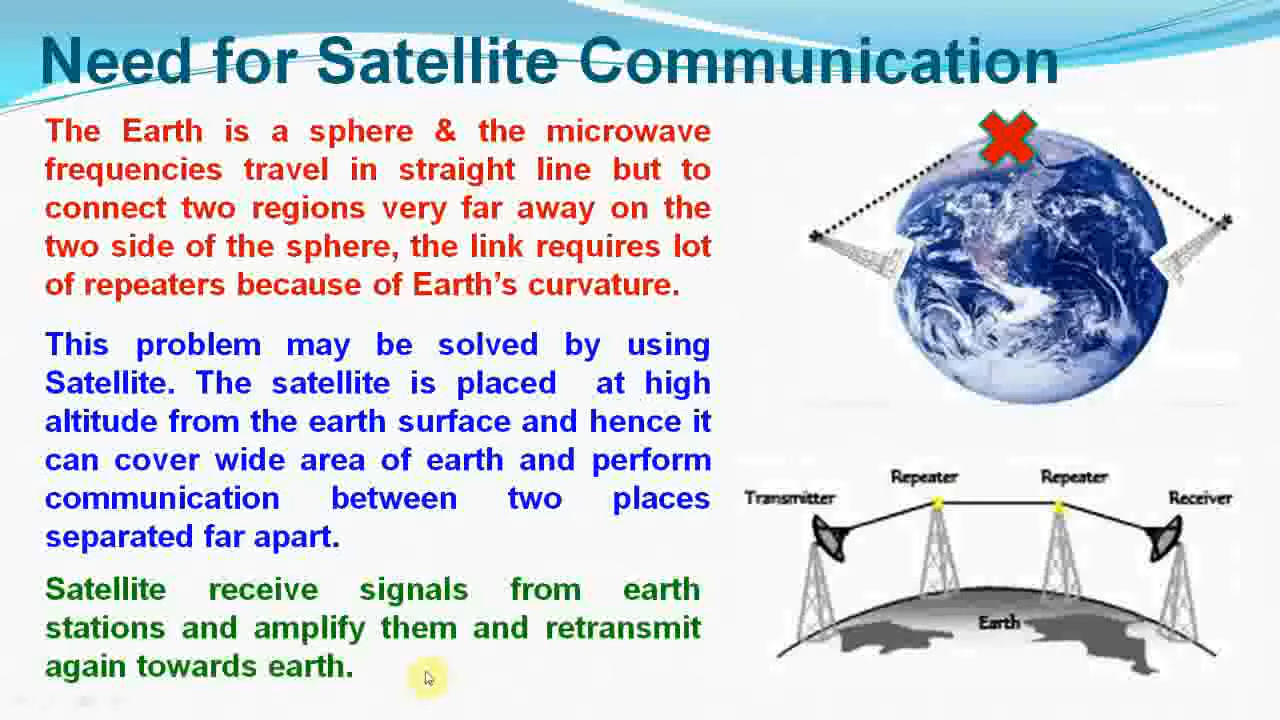 Need for Satellite Communication
The Earth is a sphere & the microwave
frequencies travel in straight line but to
connect two regions very far away on the
two side of the sphere, the link requires lot
of repeaters because of Earth's curvature.
This problem may be solved by using
Satellite. The satellite is placed at high
altitude from the earth surface and hence it
can cover wide area of earth and perform
communication between two places
separated far apart.
Satellite receive signals from earth
stations and amplify them and retransmit
again towards earth.
Transmitter
Repeater
Repeater
Receiver
Earth